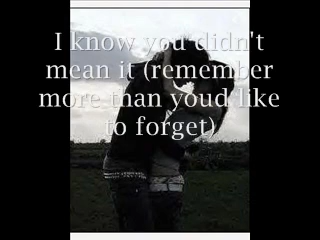 I know you didn't
mean it (remember
more than youd like
to forget)